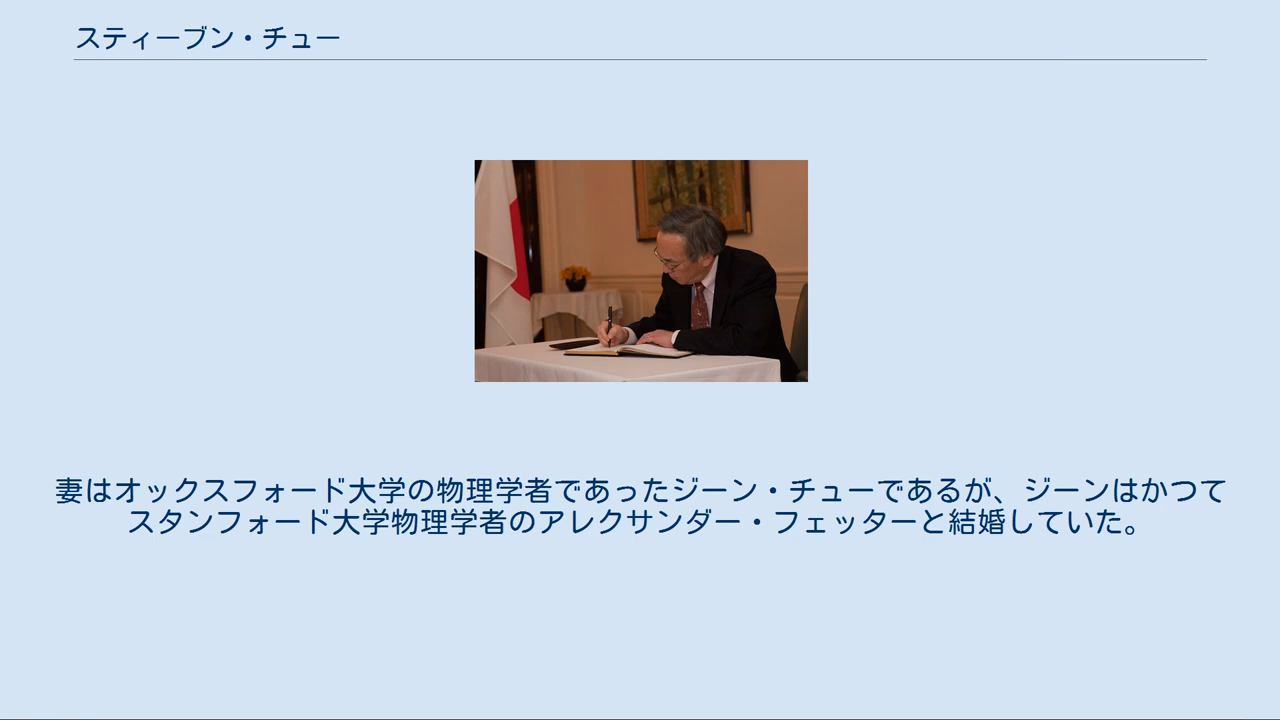 スティーブン・チュー
妻はオックスフォード大学の物理学者であったジーン・チューであるが、ジーンはかつて
スタンフォード大学物理学者のアレクサンダー・フェッターと結婚していた。